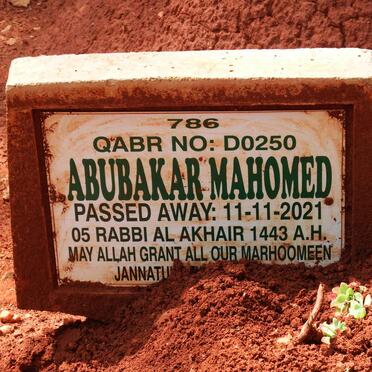 786
QABR NO: D0250
ABUBAKAR MAHOMED
PASSED AWAY: 11-11-2021
05 RABBI AL AKHAIR 1443 A.H.
MAY ALLAH GRANT ALL OUR MARHOOMEEN